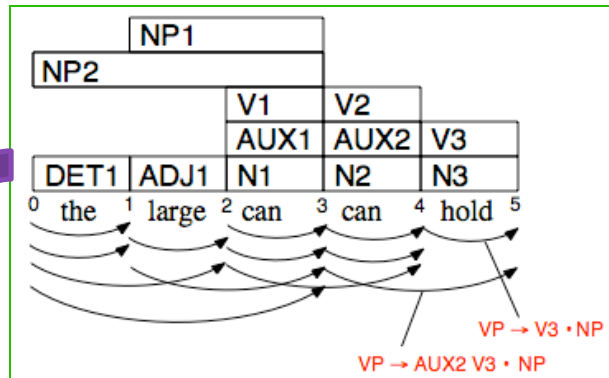 NP1
NP2
V1 V2
AUX1 AUX2 V3
DET1 ADJ1 N1 N2 N3
0 the 1 large 2 can 3 can 4 hold 5
VP → V3 • NP
VP → AUX2 V3 • NP